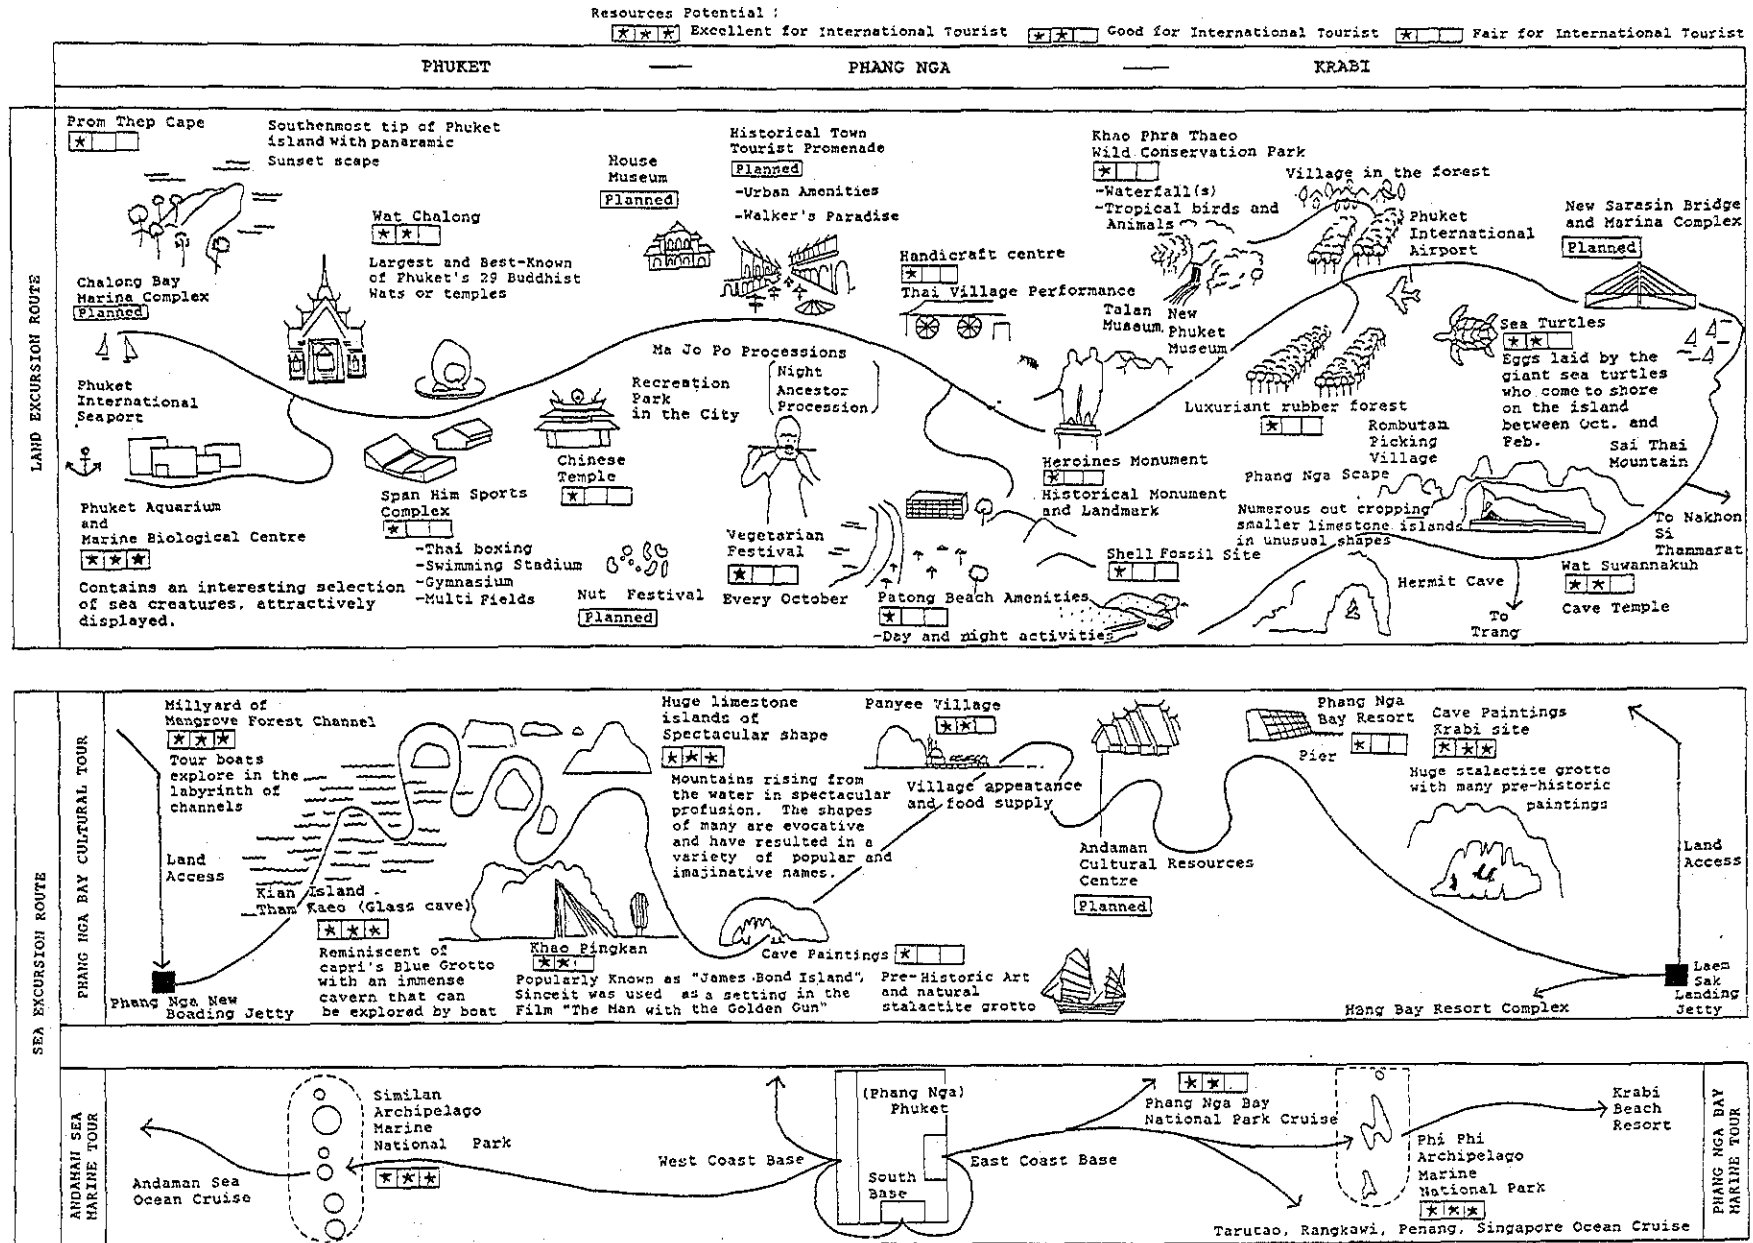 Resources Potential :
Excellent for International Tourist
Good for International Tourist
Fair for International Tourist
PHUKET — PHANG NGA — KRABI
LAND EXCURSION ROUTE
Prom Thep Cape
Southenmost tip of Phuket
island with panaramic
Sunset scape
Chalong Bay
Marina Complex
Planned
Wat Chalong
Largest and Best-Known
of Phuket's 29 Buddhist
Wats or temples
House
Museum
Planned
Historical Town
Tourist Promenade
Planned
-Urban Amenities
-Walker's Paradise
Handicraft centre
Thai Village Performance
Khao Phra Thaeo
Wild Conservation Park
-Waterfall(s)
-Tropical birds and
Animals
Village in the forest
Phuket
International
Airport
New Sarasin Bridge
and Marina Complex
Planned
Talan
Museum
New
Phuket
Museum
Sea Turtles
Eggs laid by the
giant sea turtles
who come to shore
on the island
between Oct. and
Feb.
Phuket
International
Seaport
Phuket Aquarium
and
Marine Biological Centre
Contains an interesting selection
of sea creatures, attractively
displayed.
Span Him Sports
Complex
-Thai boxing
-Swimming Stadium
-Gymnasium
-Multi Fields
Chinese
Temple
Nut Festival
Planned
Ma Jo Po Processions
Night
Ancestor
Procession
Recreation
Park
in the City
Vegetarian
Festival
Every October
Patong Beach Amenities
-Day and night activities
Heroines Monument
Historical Monument
and Landmark
Shell Fossil Site
Luxuriant rubber forest
Rombutan
Picking
Village
Phang Nga Scape
Numerous out cropping
smaller limestone islands
in unusual shapes
Hermit Cave
Sai Thai
Mountain
To Nakhon
Si
Thammarat
Wat Suwannakuh
Cave Temple
To
Trang
SEA EXCURSION ROUTE
PHANG NGA BAY CULTURAL TOUR
Millyard of
Mangrove Forest Channel
Tour boats
explore in the
labyrinth of
channels
Land
Access
Kian Island
Tham Kaeo (Glass cave)
Reminiscent of
capri's Blue Grotto
with an immense
cavern that can
be explored by boat
Phang Nga New
Boading Jetty
Khao Pingkan
Popularly Known as "James Bond Island",
Sinceit was used as a setting in the
Film "The Man with the Golden Gun"
Huge limestone
islands of
Spectacular shape
Mountains rising from
the water in spectacular
profusion. The shapes
of many are evocative
and have resulted in a
variety of popular and
imajinative names.
Cave Paintings
Pre-Historic Art
and natural
stalactite grotto
Panyee Village
Village appeatance
and food supply
Andaman
Cultural Resources
Centre
Planned
Phang Nga
Bay Resort
Pier
Cave Paintings
Krabi site
Huge stalactite grotto
with many pre-historic
paintings
Land
Access
Laem
Sak
Landing
Jetty
Hang Bay Resort Complex
ANDAMAN SEA
MARINE TOUR
Andaman Sea
Ocean Cruise
Similan
Archipelago
Marine
National Park
West Coast Base
(Phang Nga)
Phuket
South
Base
East Coast Base
Phang Nga Bay
National Park Cruise
Phi Phi
Archipelago
Marine
National Park
Krabi
Beach
Resort
Tarutao, Rangkawi, Penang, Singapore Ocean Cruise
PHANG NGA BAY
MARINE TOUR